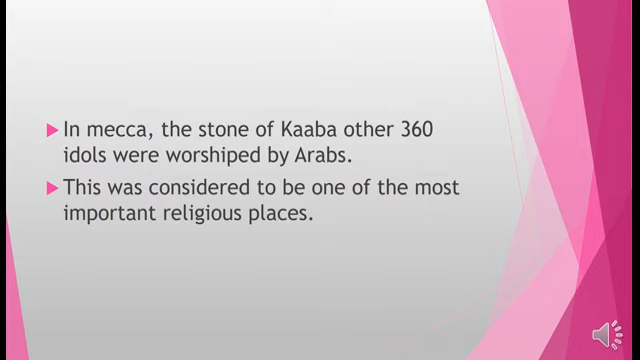 In mecca, the stone of Kaaba other 360
idols were worshiped by Arabs.
This was considered to be one of the most
important religious places.